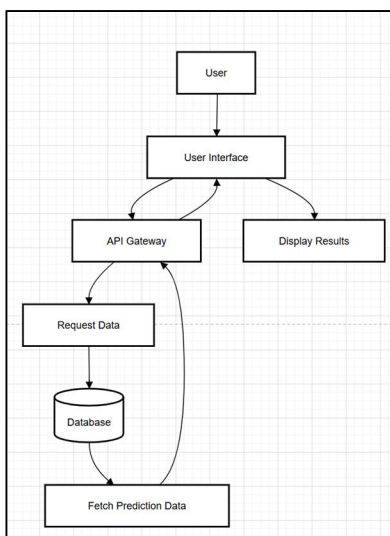 User
User Interface
API Gateway
Display Results
Request Data
Database
Fetch Prediction Data